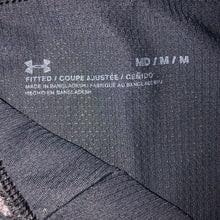 MD / M / M
FITTED / COUPE AJUSTÉE / CEÑIDO
MADE IN BANGLADESH / FABRIQUÉ AU BANGLADESH /
HECHO EN BANGLADESH